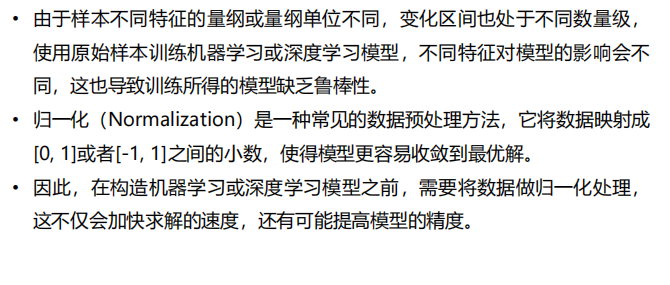 • 由于样本不同特征的量纲或量纲单位不同，变化区间也处于不同数量级，
使用原始样本训练机器学习或深度学习模型，不同特征对模型的影响会不
同，这也导致训练所得的模型缺乏鲁棒性。
• 归一化（Normalization）是一种常见的数据预处理方法，它将数据映射成
[0, 1]或者[-1, 1]之间的小数，使得模型更容易收敛到最优解。
• 因此，在构造机器学习或深度学习模型之前，需要将数据做归一化处理，
这不仅会加快求解的速度，还有可能提高模型的精度。